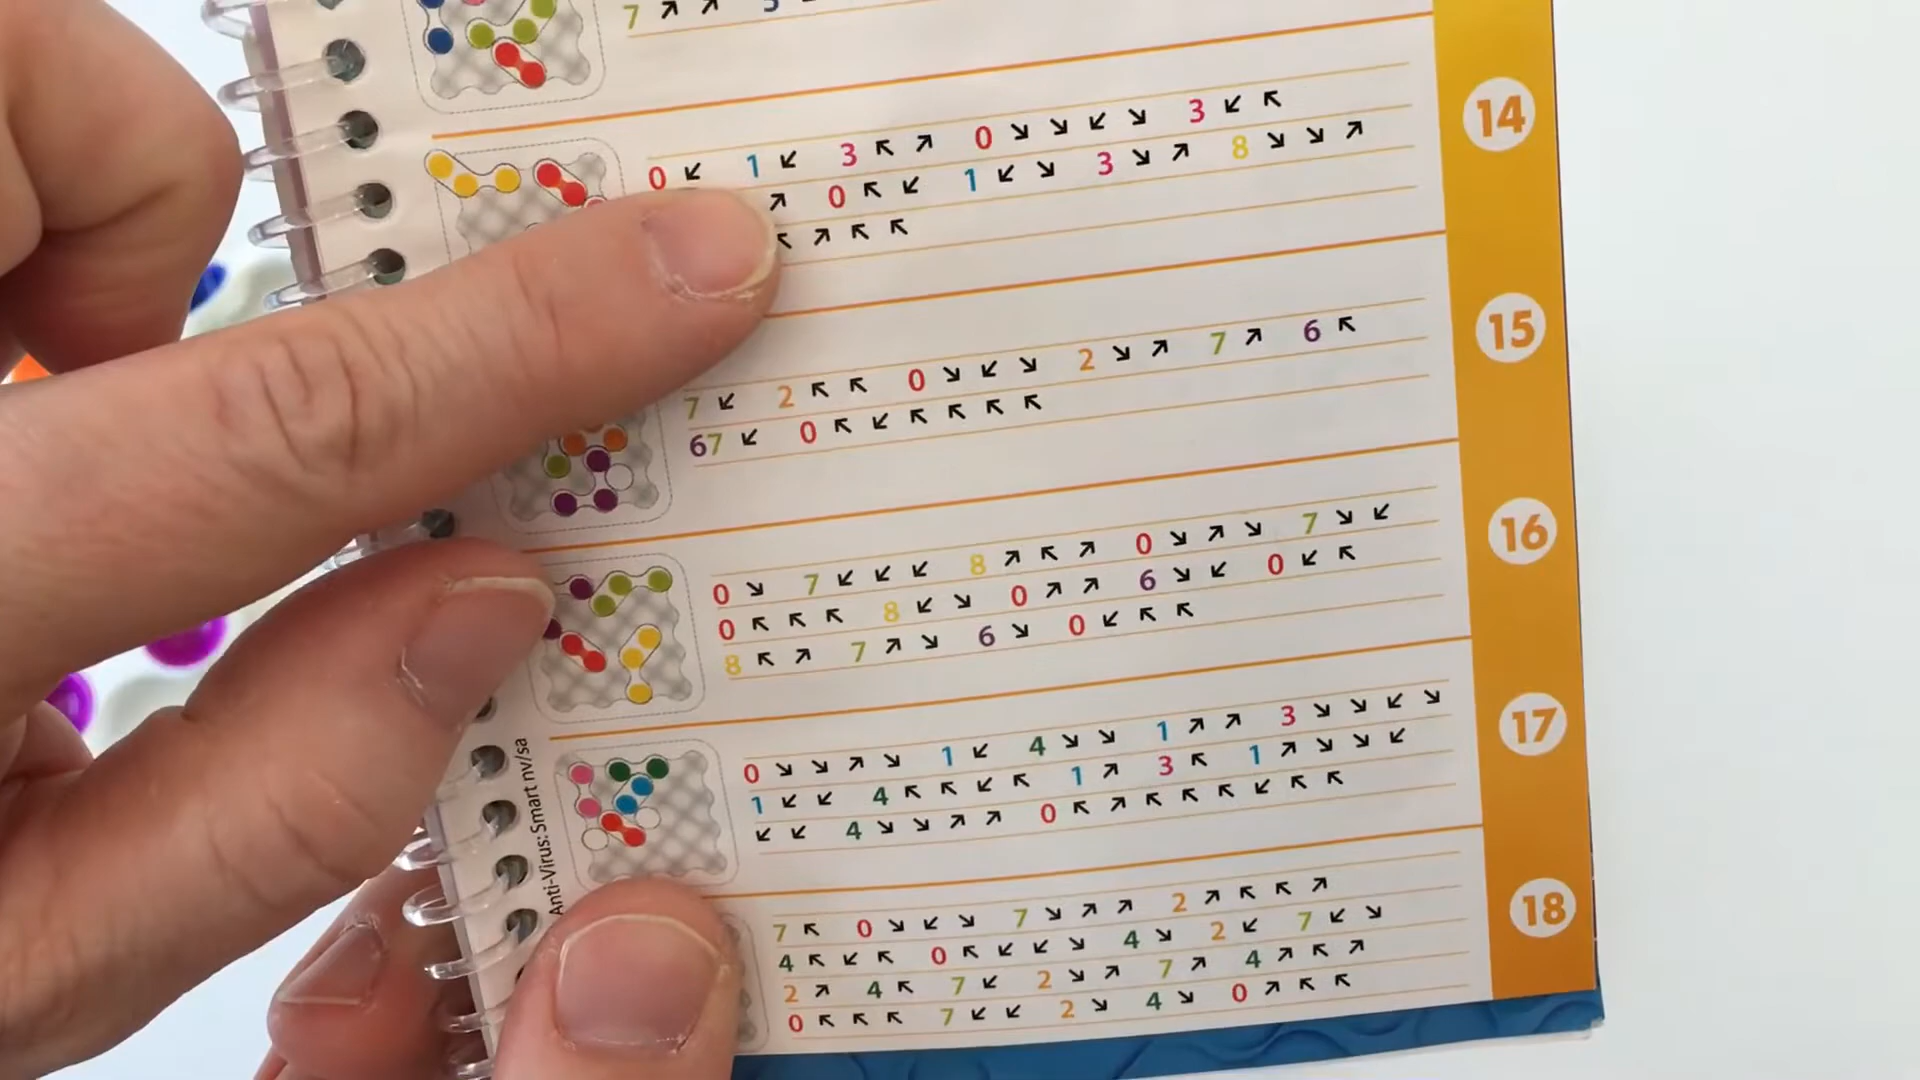 7 ↗ ↗
0 ↙ 1 ↙ 3 ↖ ↗ 0 ↘ ↘ ↙ ↘ 3 ↙ ↖
↗ 0 ↖ ↙ 1 ↙ ↘ 3 ↘ ↗ 8 ↘ ↘ ↗
↖ ↗ ↖ ↖
14
7 ↙ 2 ↖ ↖ 0 ↘ ↙ ↘ 2 ↘ ↗ 7 ↗ 6 ↖
67 ↙ 0 ↖ ↙ ↖ ↖ ↖ ↖
15
0 ↘ 7 ↙ ↙ ↙ 8 ↗ ↖ ↗ 0 ↘ ↗ ↘ 7 ↘ ↙
0 ↖ ↖ ↖ 8 ↙ ↘ 0 ↗ ↗ 6 ↘ ↙ 0 ↙ ↖
8 ↖ ↗ 7 ↗ ↘ 6 ↘ 0 ↙ ↖ ↖
16
0 ↘ ↘ ↗ ↘ 1 ↙ 4 ↘ ↘ 1 ↗ ↗ 3 ↘ ↘ ↙ ↘
1 ↙ ↙ 4 ↖ ↖ ↙ ↖ 1 ↗ 3 ↖ 1 ↗ ↘ ↘ ↙
↙ ↙ 4 ↘ ↘ ↗ ↗ 0 ↖ ↗ ↖ ↖ ↖ ↙ ↖ ↖
17
7 ↖ 0 ↘ ↙ ↘ 7 ↘ ↗ ↗ 2 ↗ ↖ ↖ ↗
4 ↖ ↙ ↖ 0 ↖ ↙ ↙ ↘ 4 ↘ 2 ↙ 7 ↙ ↘
2 ↗ 4 ↖ 7 ↙ 2 ↘ ↗ 7 ↗ 4 ↗ ↖ ↗
0 ↖ ↖ ↖ 7 ↙ ↙ 2 ↘ 4 ↘ 0 ↗ ↖ ↖
18
Anti-Virus: Smart nv/sa